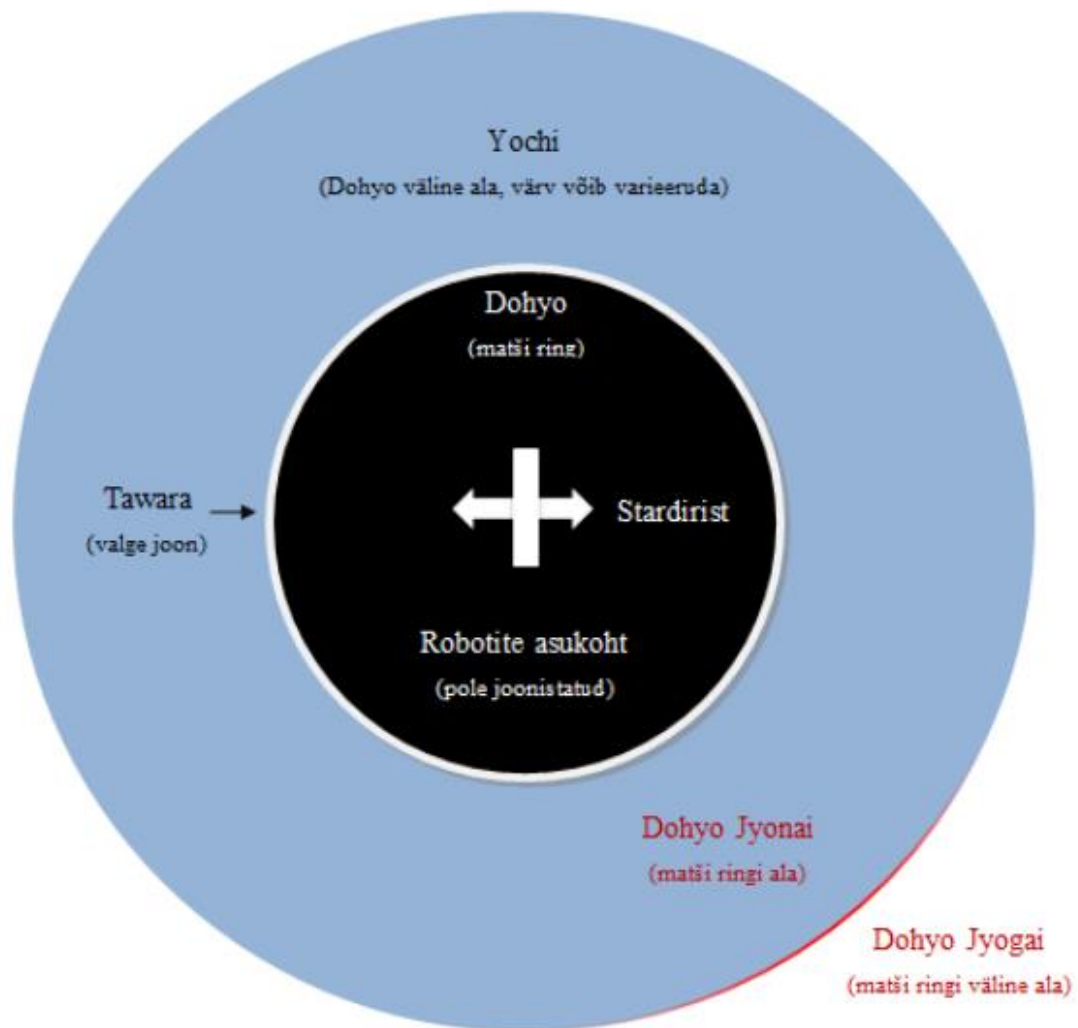 Yochi
(Dohyo väline ala, värv võib varieeruda)
Dohyo
(matši ring)
Tawara
(valge joon)
Stardirist
Robotite asukoht
(pole joonistatud)
Dohyo Jyonai
(matši ringi ala)
Dohyo Jyogai
(matši ringi väline ala)